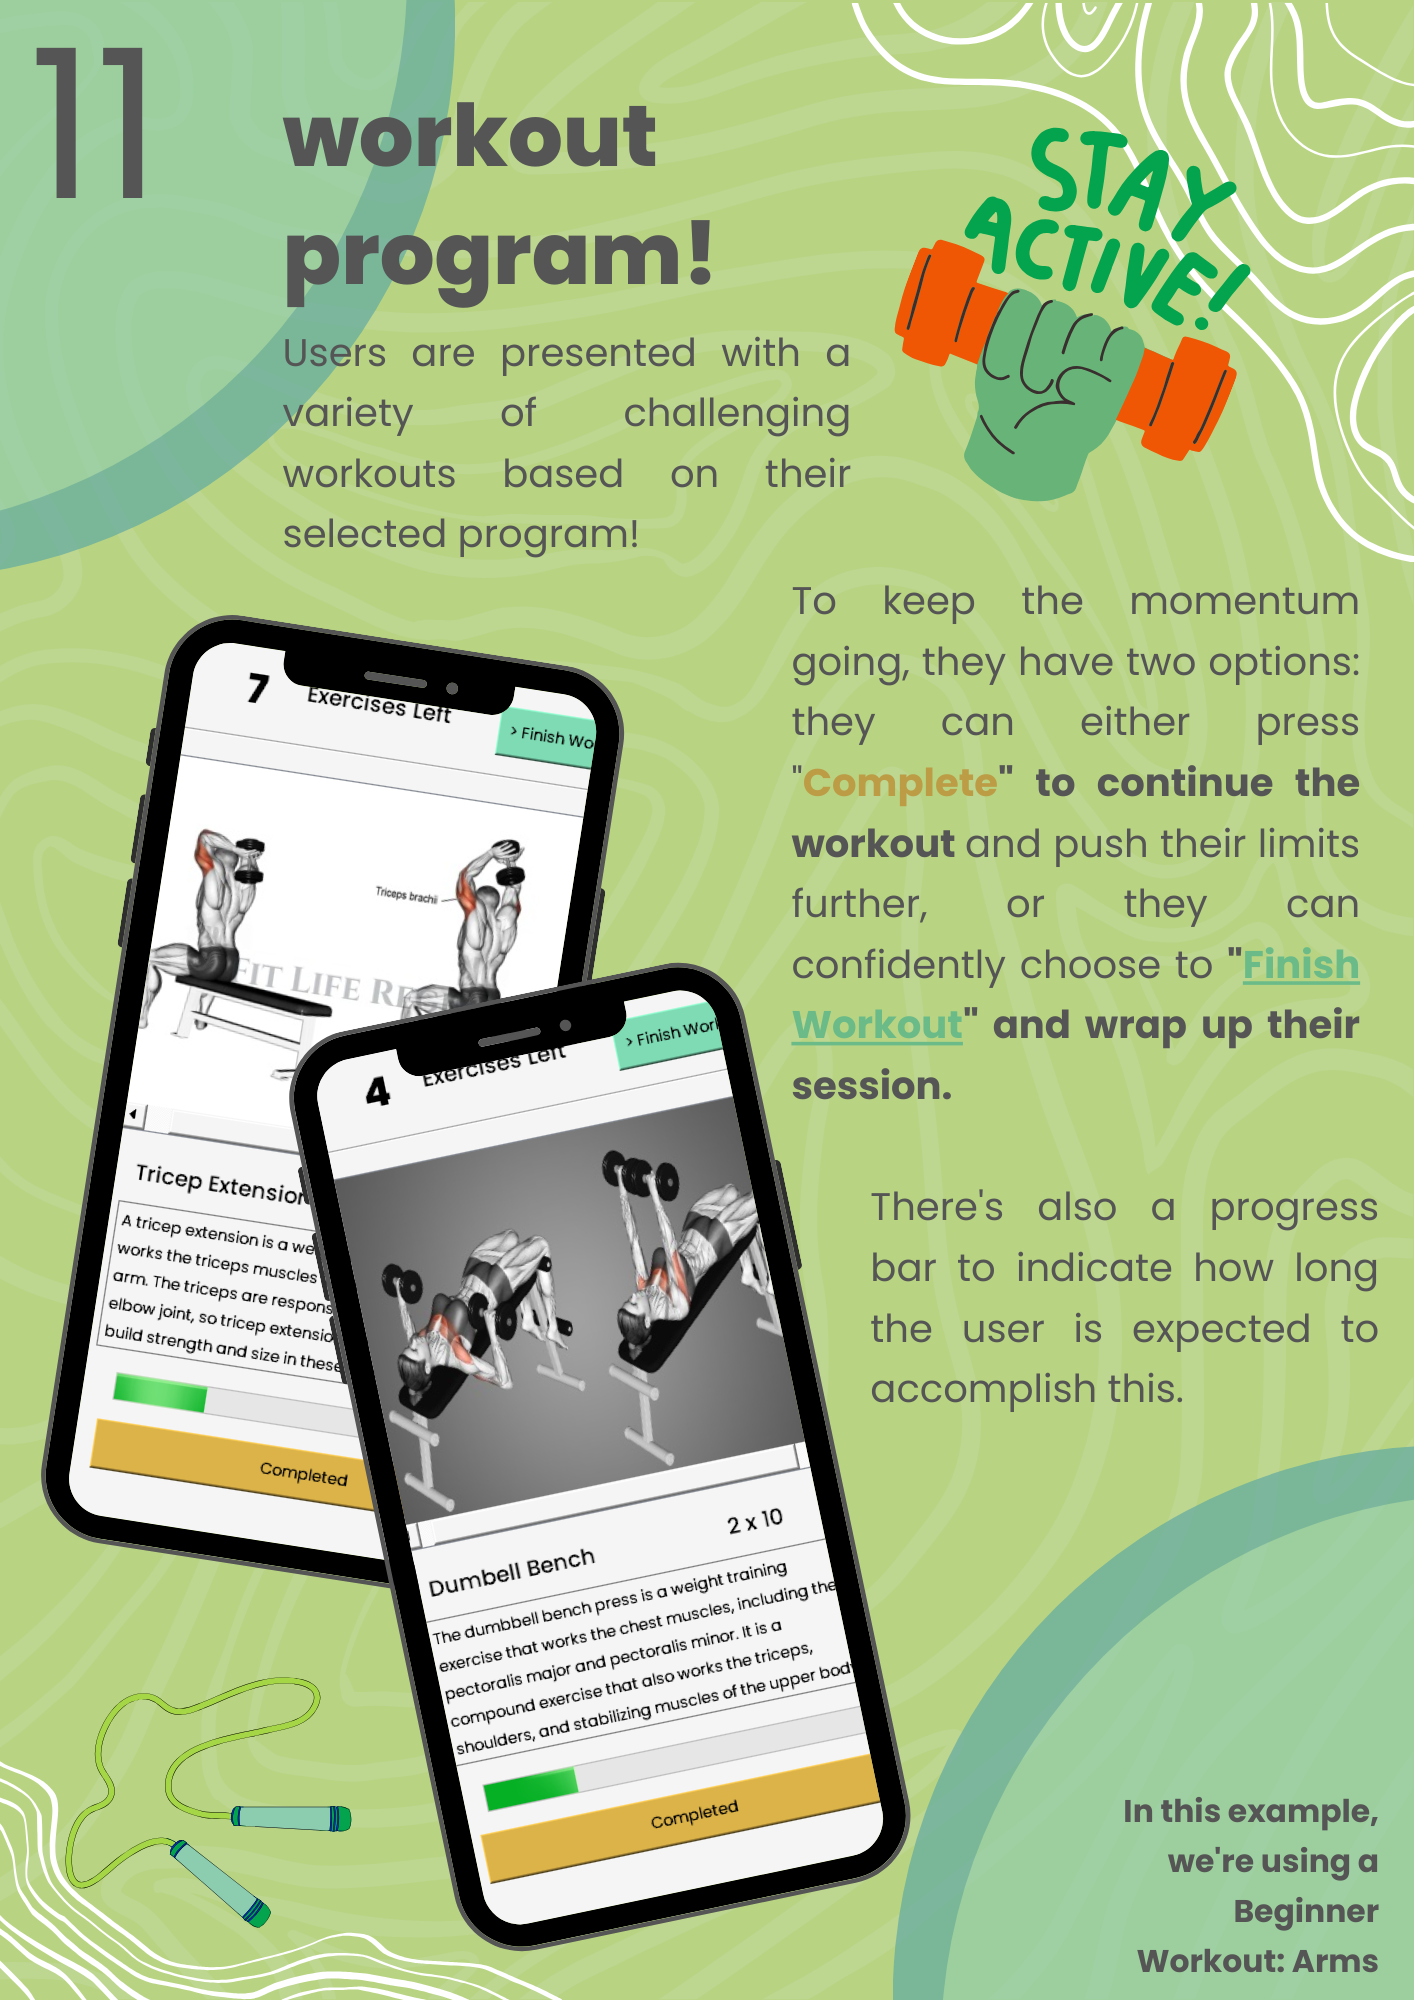 11
workout
program!
STAY
ACTIVE!
Users are presented with a
variety of challenging
workouts based on their
selected program!
To keep the momentum
going, they have two options:
they can either press
"Complete" to continue the
workout and push their limits
further, or they can
confidently choose to "Finish
Workout" and wrap up their
session.
There's also a progress
bar to indicate how long
the user is expected to
accomplish this.
7 Exercises Left
> Finish Wo
Triceps brachii
FIT LIFE
Tricep Extension
A tricep extension is a we
works the triceps muscles
arm. The triceps are respons
elbow joint, so tricep extensio
build strength and size in these
Completed
4 Exercises Left
> Finish Work
2 x 10
Dumbell Bench
The dumbbell bench press is a weight training
exercise that works the chest muscles, including the
pectoralis major and pectoralis minor. It is a
compound exercise that also works the triceps,
shoulders, and stabilizing muscles of the upper body
Completed
In this example,
we're using a
Beginner
Workout: Arms